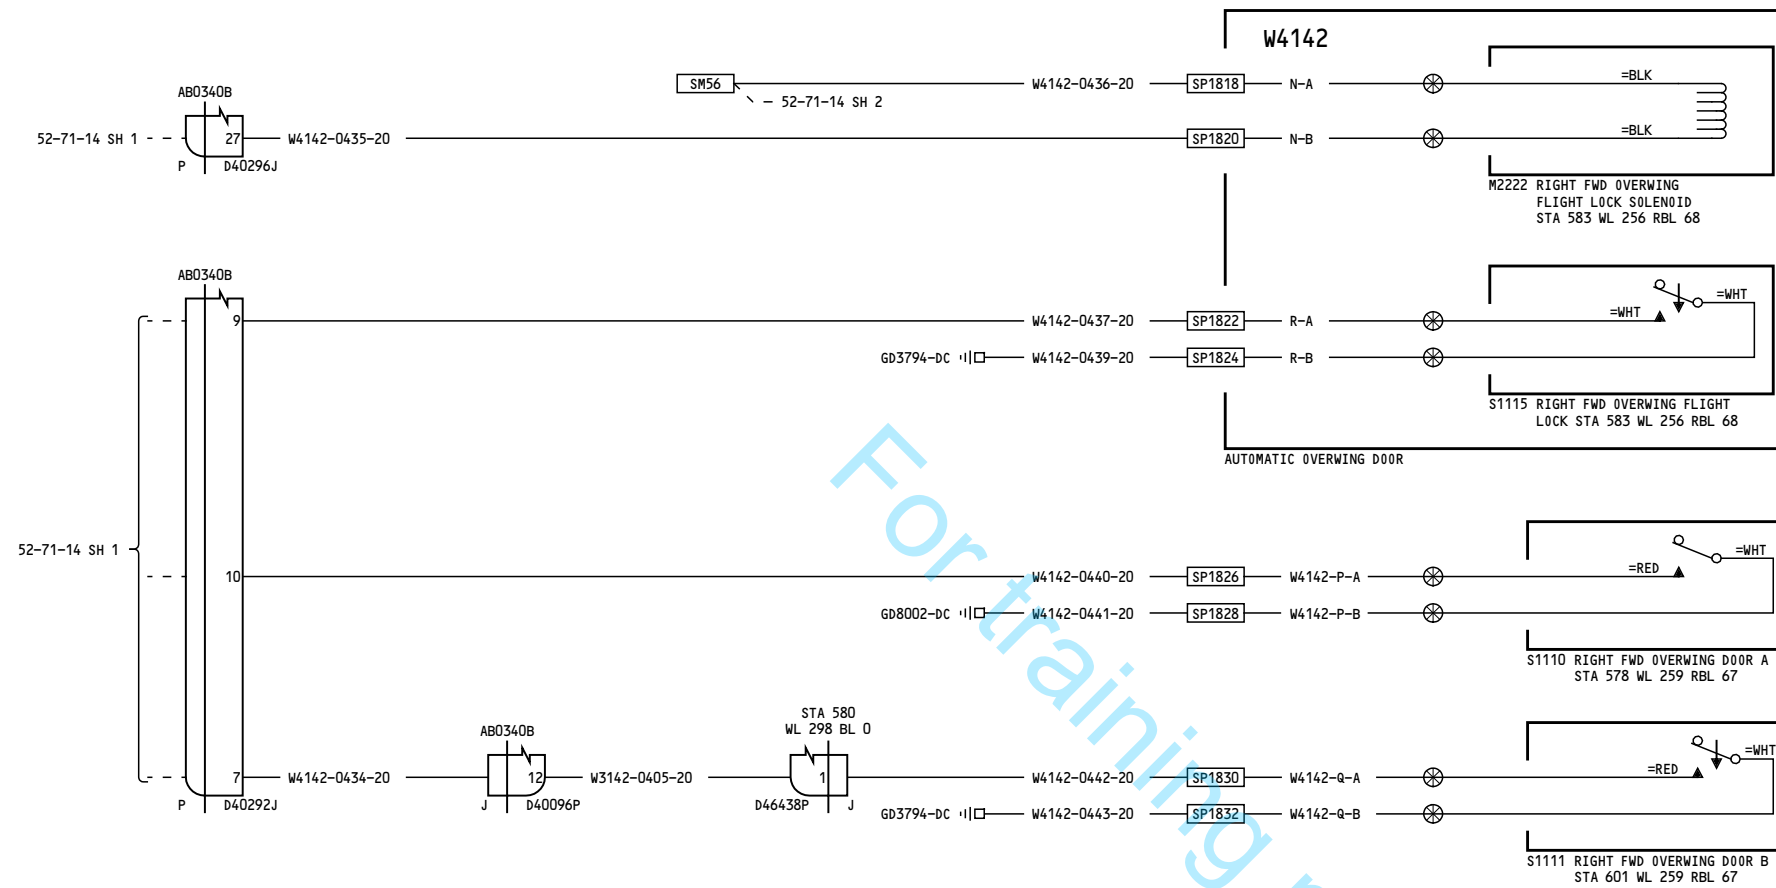 W4142
SM56
W4142-0436-20
SP1818
N-A
=BLK
52-71-14 SH 2
AB0340B
52-71-14 SH 1
27
W4142-0435-20
SP1820
N-B
=BLK
P
D40296J
M2222 RIGHT FWD OVERWING
FLIGHT LOCK SOLENOID
STA 583 WL 256 RBL 68
AB0340B
9
W4142-0437-20
SP1822
R-A
=WHT
=WHT
GD3794-DC
W4142-0439-20
SP1824
R-B
S1115 RIGHT FWD OVERWING FLIGHT
LOCK STA 583 WL 256 RBL 68
AUTOMATIC OVERWING DOOR
52-71-14 SH 1
10
W4142-0440-20
SP1826
W4142-P-A
=RED
=WHT
GD8002-DC
W4142-0441-20
SP1828
W4142-P-B
S1110 RIGHT FWD OVERWING DOOR A
STA 578 WL 259 RBL 67
STA 580
WL 298 BL 0
AB0340B
7
W4142-0434-20
12
W3142-0405-20
1
W4142-0442-20
SP1830
W4142-Q-A
=RED
=WHT
P
D40292J
J
D40096P
D46438P
J
GD3794-DC
W4142-0443-20
SP1832
W4142-Q-B
S1111 RIGHT FWD OVERWING DOOR B
STA 601 WL 259 RBL 67
For training